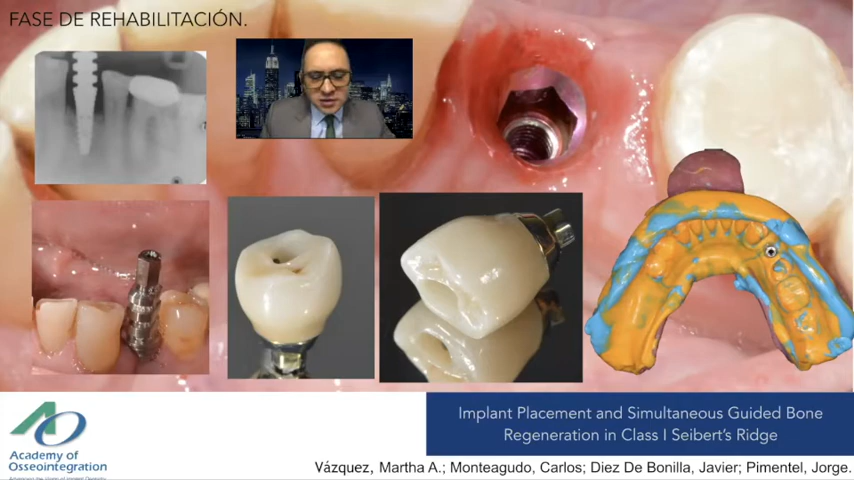 FASE DE REHABILITACIÓN.
Implant Placement and Simultaneous Guided Bone
Regeneration in Class I Seibert's Ridge
AO
Academy of
Osseointegration
Vázquez, Martha A.; Monteagudo, Carlos; Diez De Bonilla, Javier; Pimentel, Jorge.